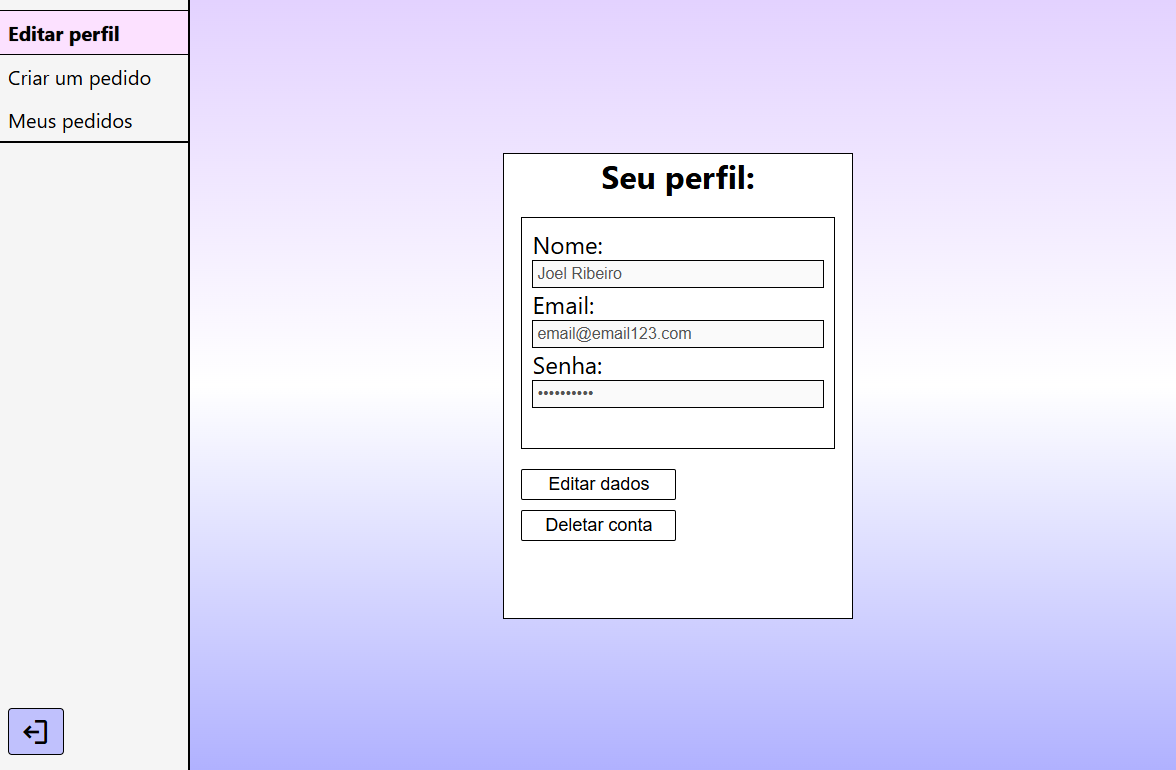 Editar perfil
Criar um pedido
Meus pedidos
Seu perfil:
Nome:
Joel Ribeiro
Email:
email@email123.com
Senha:
••••••••••
Editar dados
Deletar conta